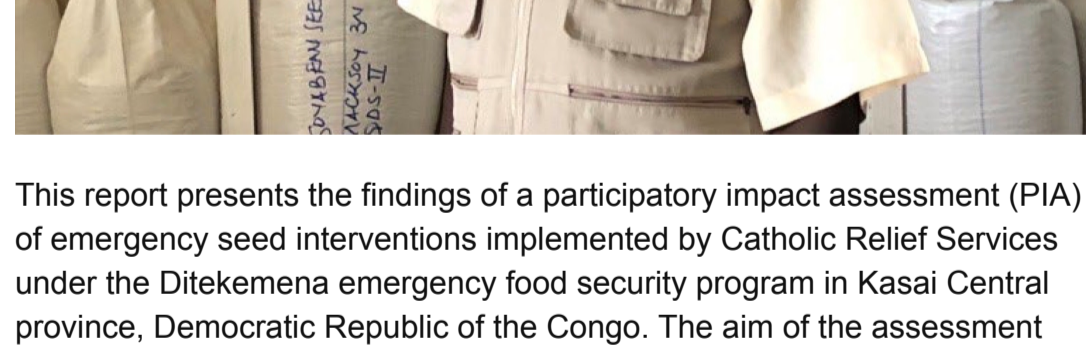 SOYABEAN SEE
MACKSOY 3N
SDS-II
This report presents the findings of a participatory impact assessment (PIA)
of emergency seed interventions implemented by Catholic Relief Services
under the Ditekemena emergency food security program in Kasai Central
province, Democratic Republic of the Congo. The aim of the assessment